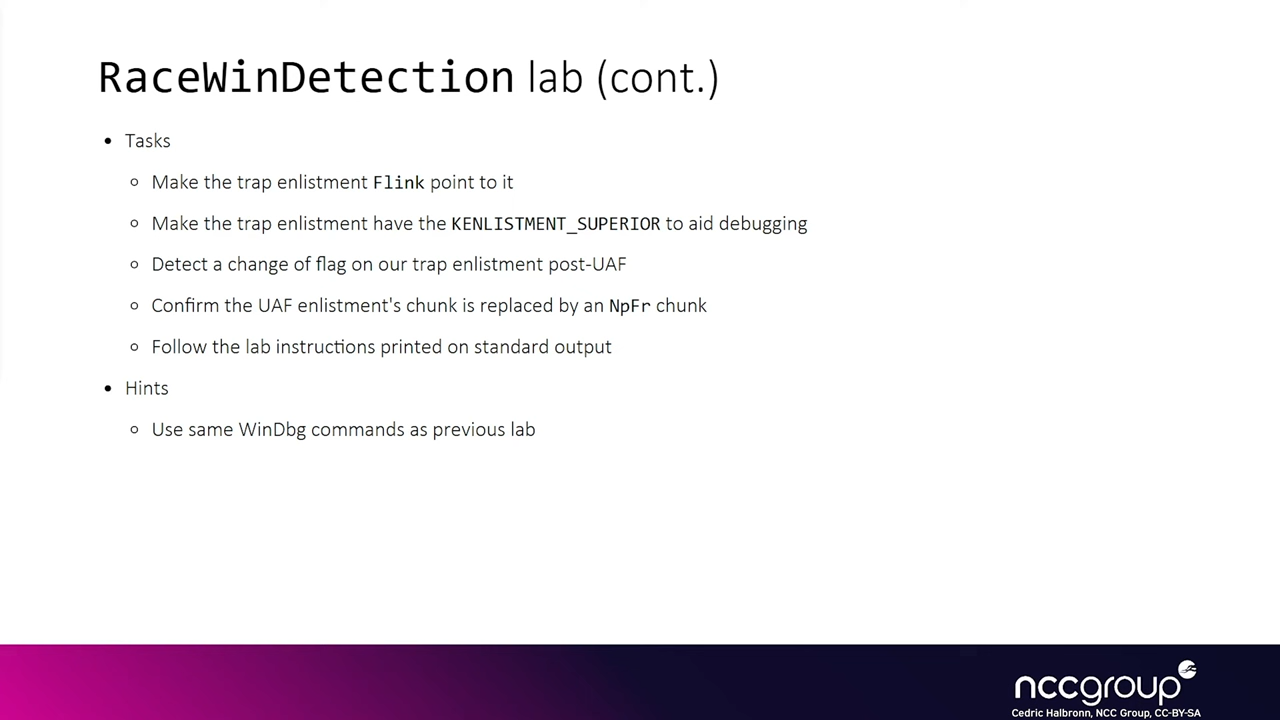 RaceWinDetection lab (cont.)
• Tasks
○ Make the trap enlistment Flink point to it
○ Make the trap enlistment have the KENLISTMENT_SUPERIOR to aid debugging
○ Detect a change of flag on our trap enlistment post-UAF
○ Confirm the UAF enlistment's chunk is replaced by an NpFr chunk
○ Follow the lab instructions printed on standard output
• Hints
○ Use same WinDbg commands as previous lab
nccgroup
Cedric Halbronn, NCC Group, CC-BY-SA